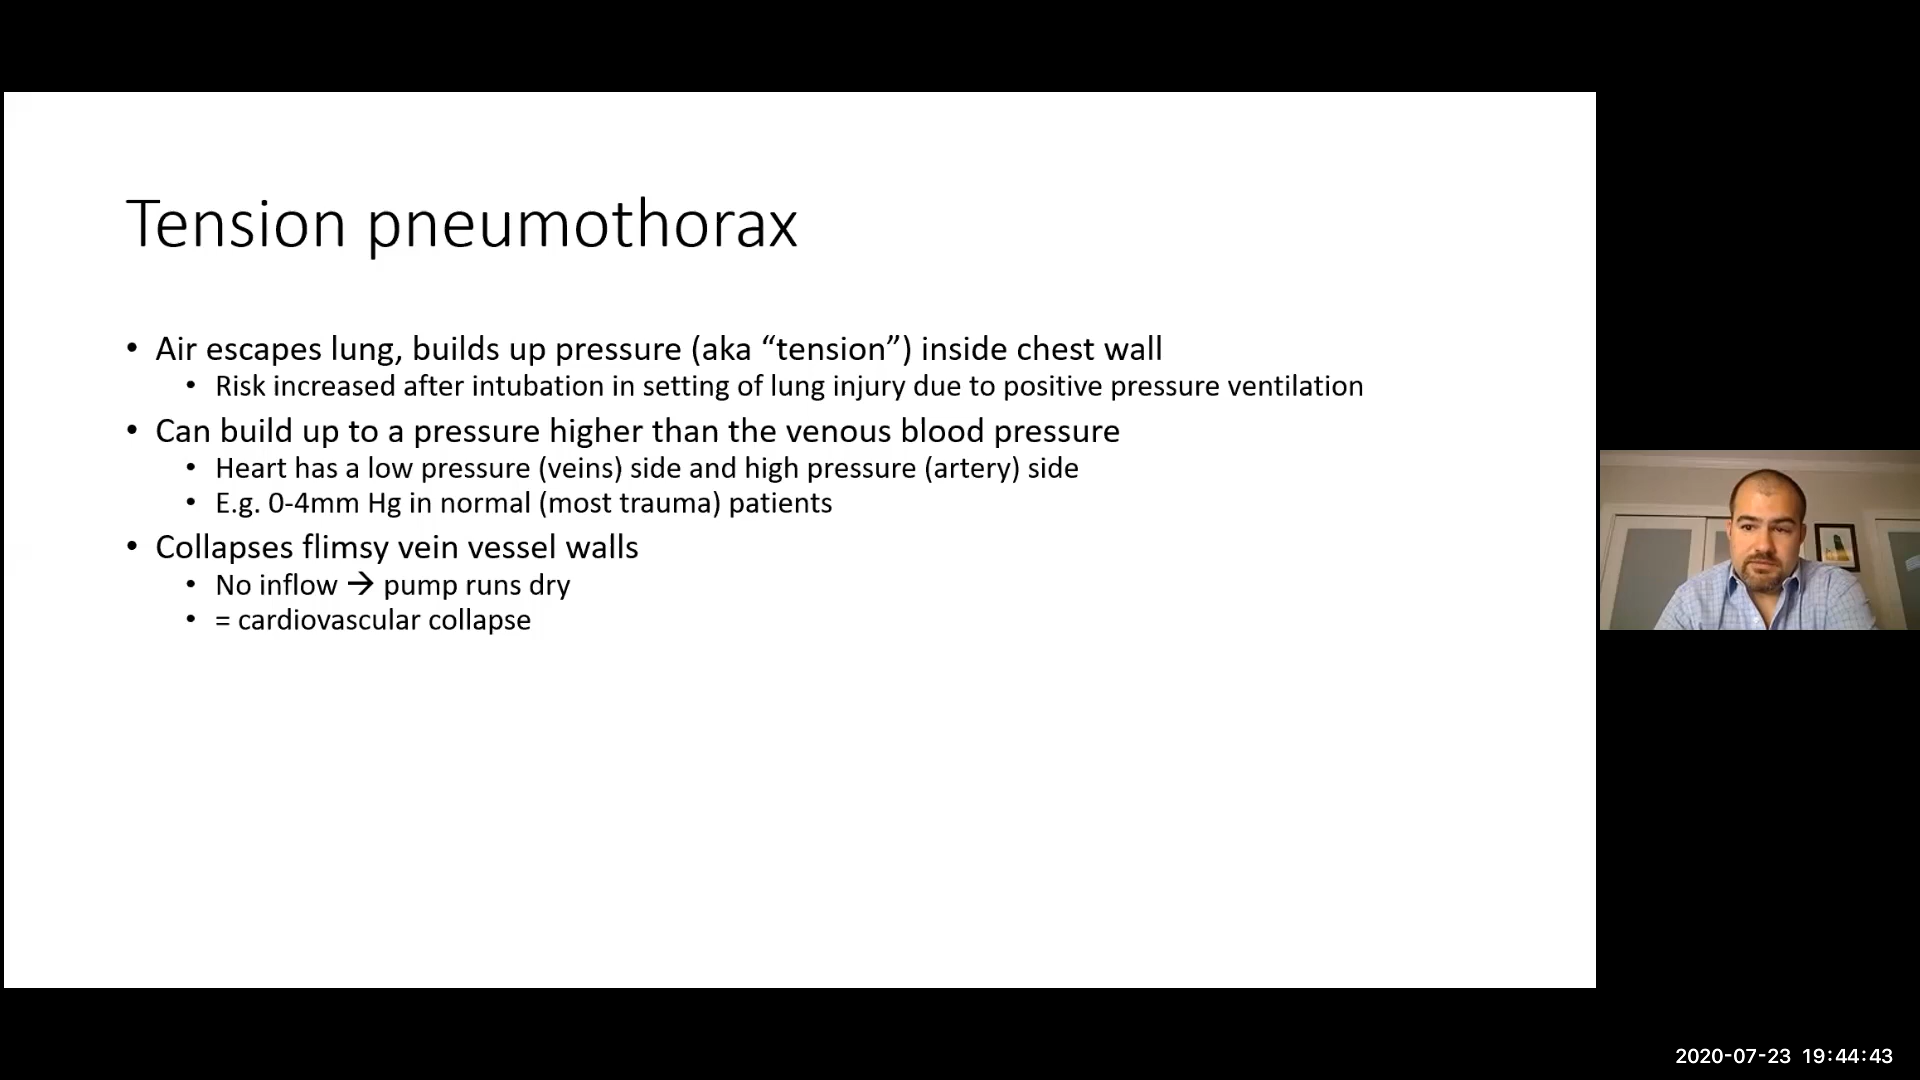 Tension pneumothorax
• Air escapes lung, builds up pressure (aka “tension”) inside chest wall
• Risk increased after intubation in setting of lung injury due to positive pressure ventilation
• Can build up to a pressure higher than the venous blood pressure
• Heart has a low pressure (veins) side and high pressure (artery) side
• E.g. 0-4mm Hg in normal (most trauma) patients
• Collapses flimsy vein vessel walls
• No inflow → pump runs dry
• = cardiovascular collapse
2020-07-23 19:44:43